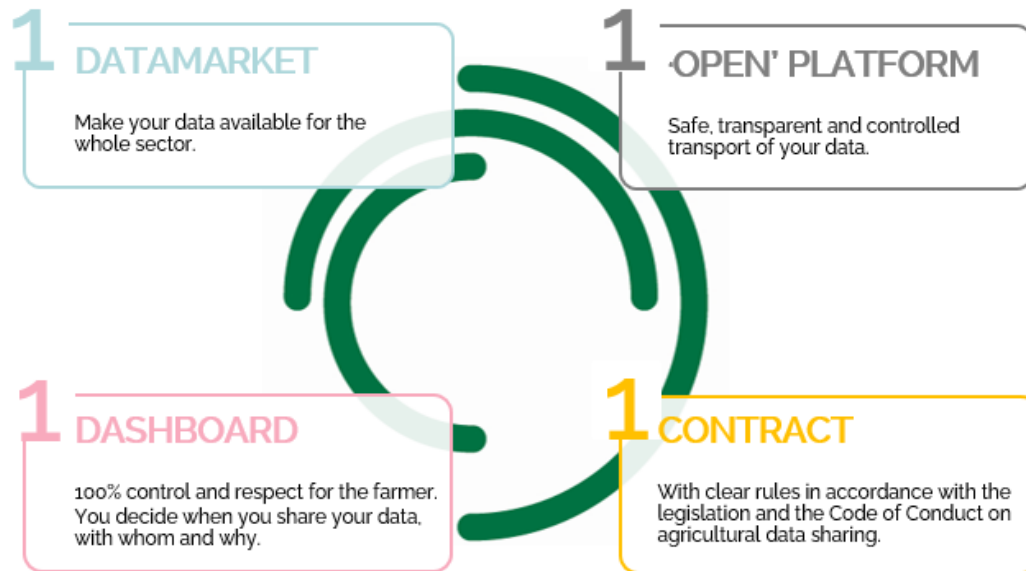 1 DATAMARKET
Make your data available for the
whole sector.
1 ‘OPEN’ PLATFORM
Safe, transparent and controlled
transport of your data.
1 DASHBOARD
100% control and respect for the farmer.
You decide when you share your data,
with whom and why.
1 CONTRACT
With clear rules in accordance with the
legislation and the Code of Conduct on
agricultural data sharing.